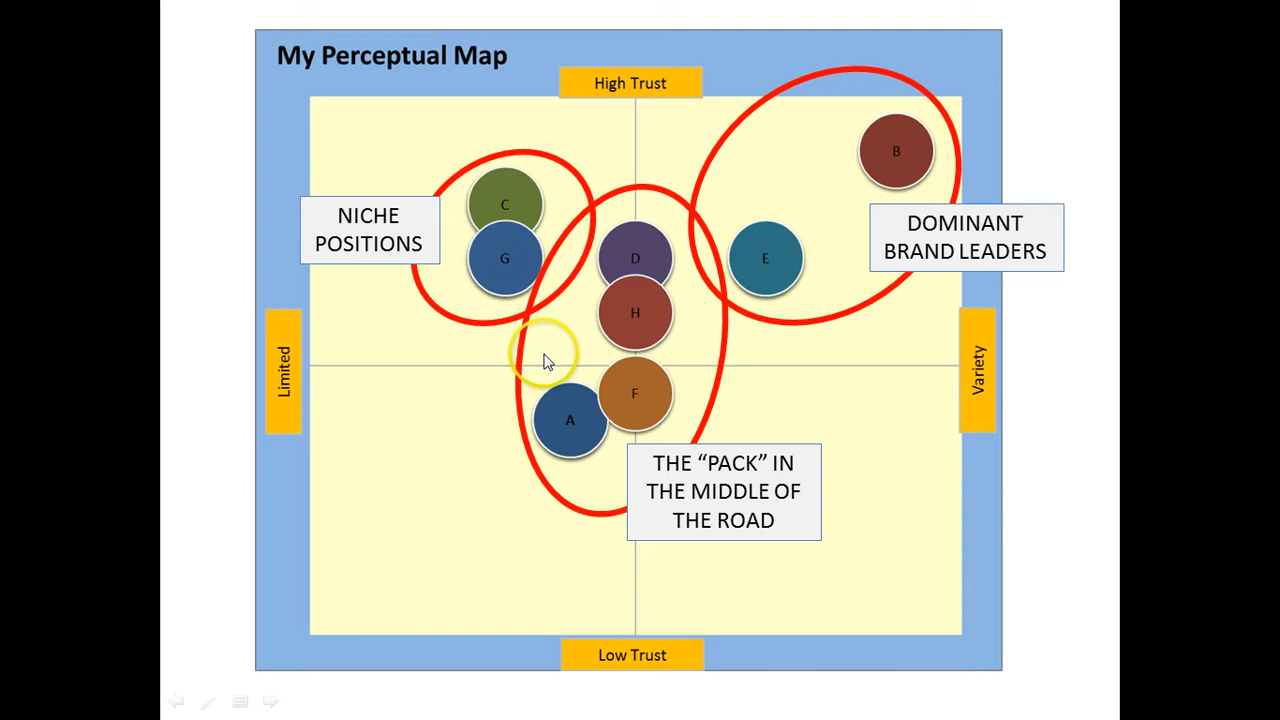 My Perceptual Map
High Trust
B
C
NICHE
POSITIONS
DOMINANT
BRAND LEADERS
G
D
E
H
Limited
Variety
F
A
THE “PACK” IN
THE MIDDLE OF
THE ROAD
Low Trust